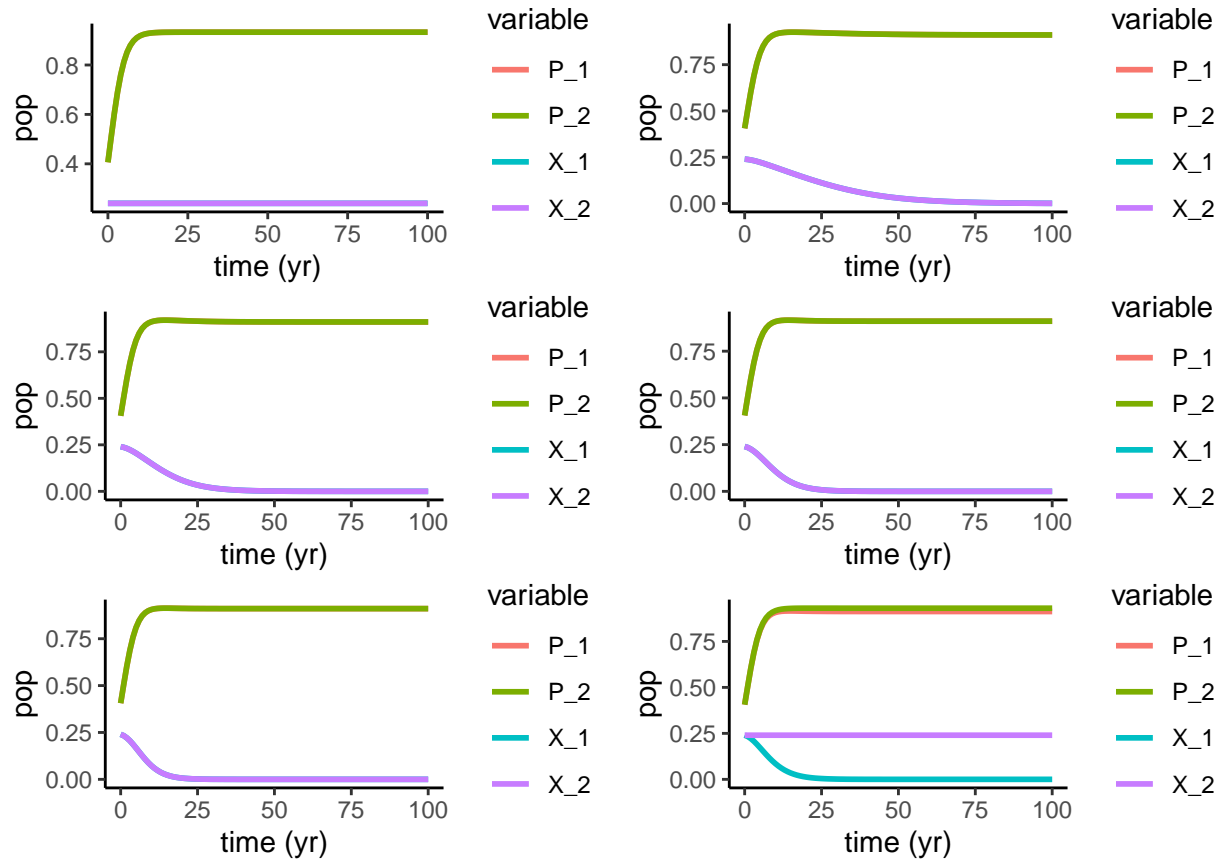 variable
P_1
P_2
X_1
X_2
pop
0.8
0.6
0.4
0 25 50 75 100
time (yr)
variable
P_1
P_2
X_1
X_2
pop
0.75
0.50
0.25
0.00
0 25 50 75 100
time (yr)
variable
P_1
P_2
X_1
X_2
pop
0.75
0.50
0.25
0.00
0 25 50 75 100
time (yr)
variable
P_1
P_2
X_1
X_2
pop
0.75
0.50
0.25
0.00
0 25 50 75 100
time (yr)
variable
P_1
P_2
X_1
X_2
pop
0.75
0.50
0.25
0.00
0 25 50 75 100
time (yr)
variable
P_1
P_2
X_1
X_2
pop
0.75
0.50
0.25
0.00
0 25 50 75 100
time (yr)